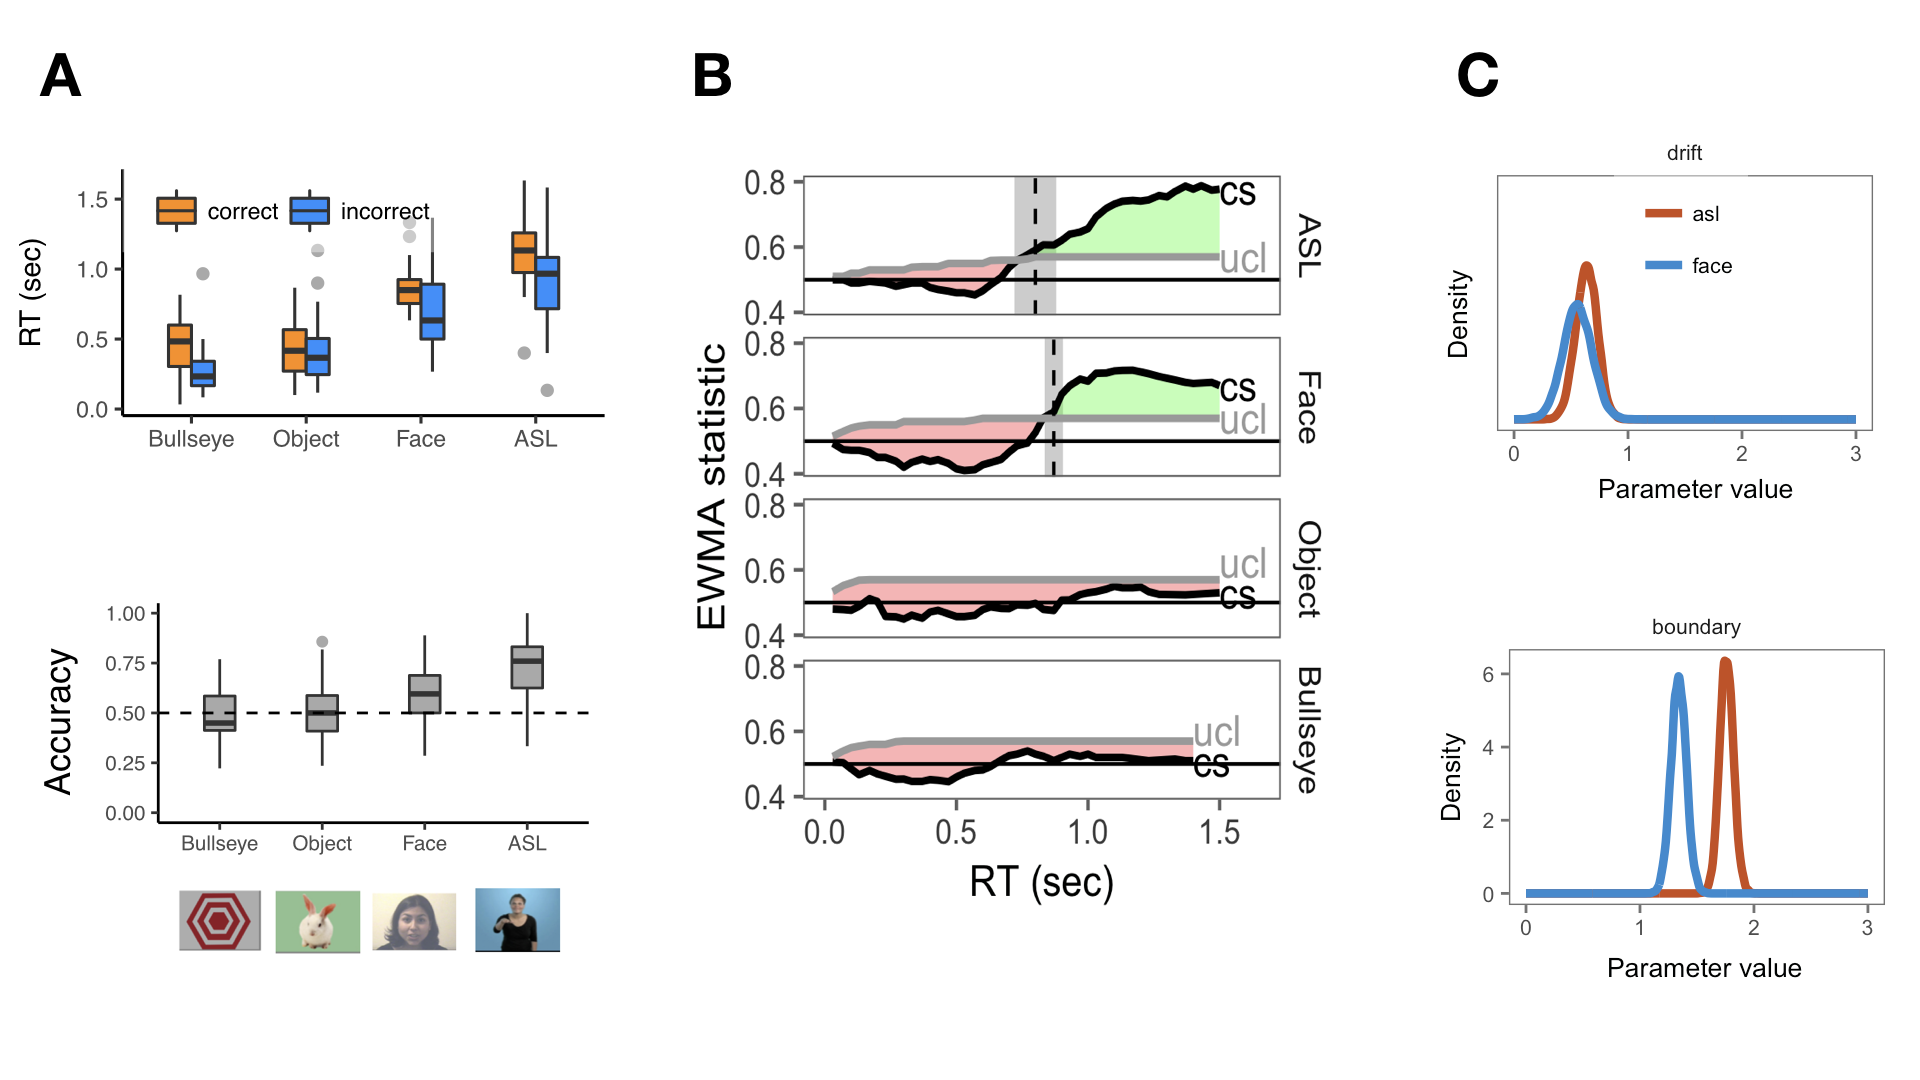 A
B
C
RT (sec)
1.5
1.0
0.5
0.0
correct
incorrect
Bullseye
Object
Face
ASL
Accuracy
1.00
0.75
0.50
0.25
0.00
Bullseye
Object
Face
ASL
EWMA statistic
0.8
0.6
0.4
cs
ucl
ASL
0.8
0.6
0.4
cs
ucl
Face
0.8
0.6
0.4
ucl
cs
Object
0.8
0.6
0.4
ucl
cs
Bullseye
0.0
0.5
1.0
1.5
RT (sec)
drift
asl
face
Density
0
1
2
3
Parameter value
boundary
Density
6
4
2
0
0
1
2
3
Parameter value